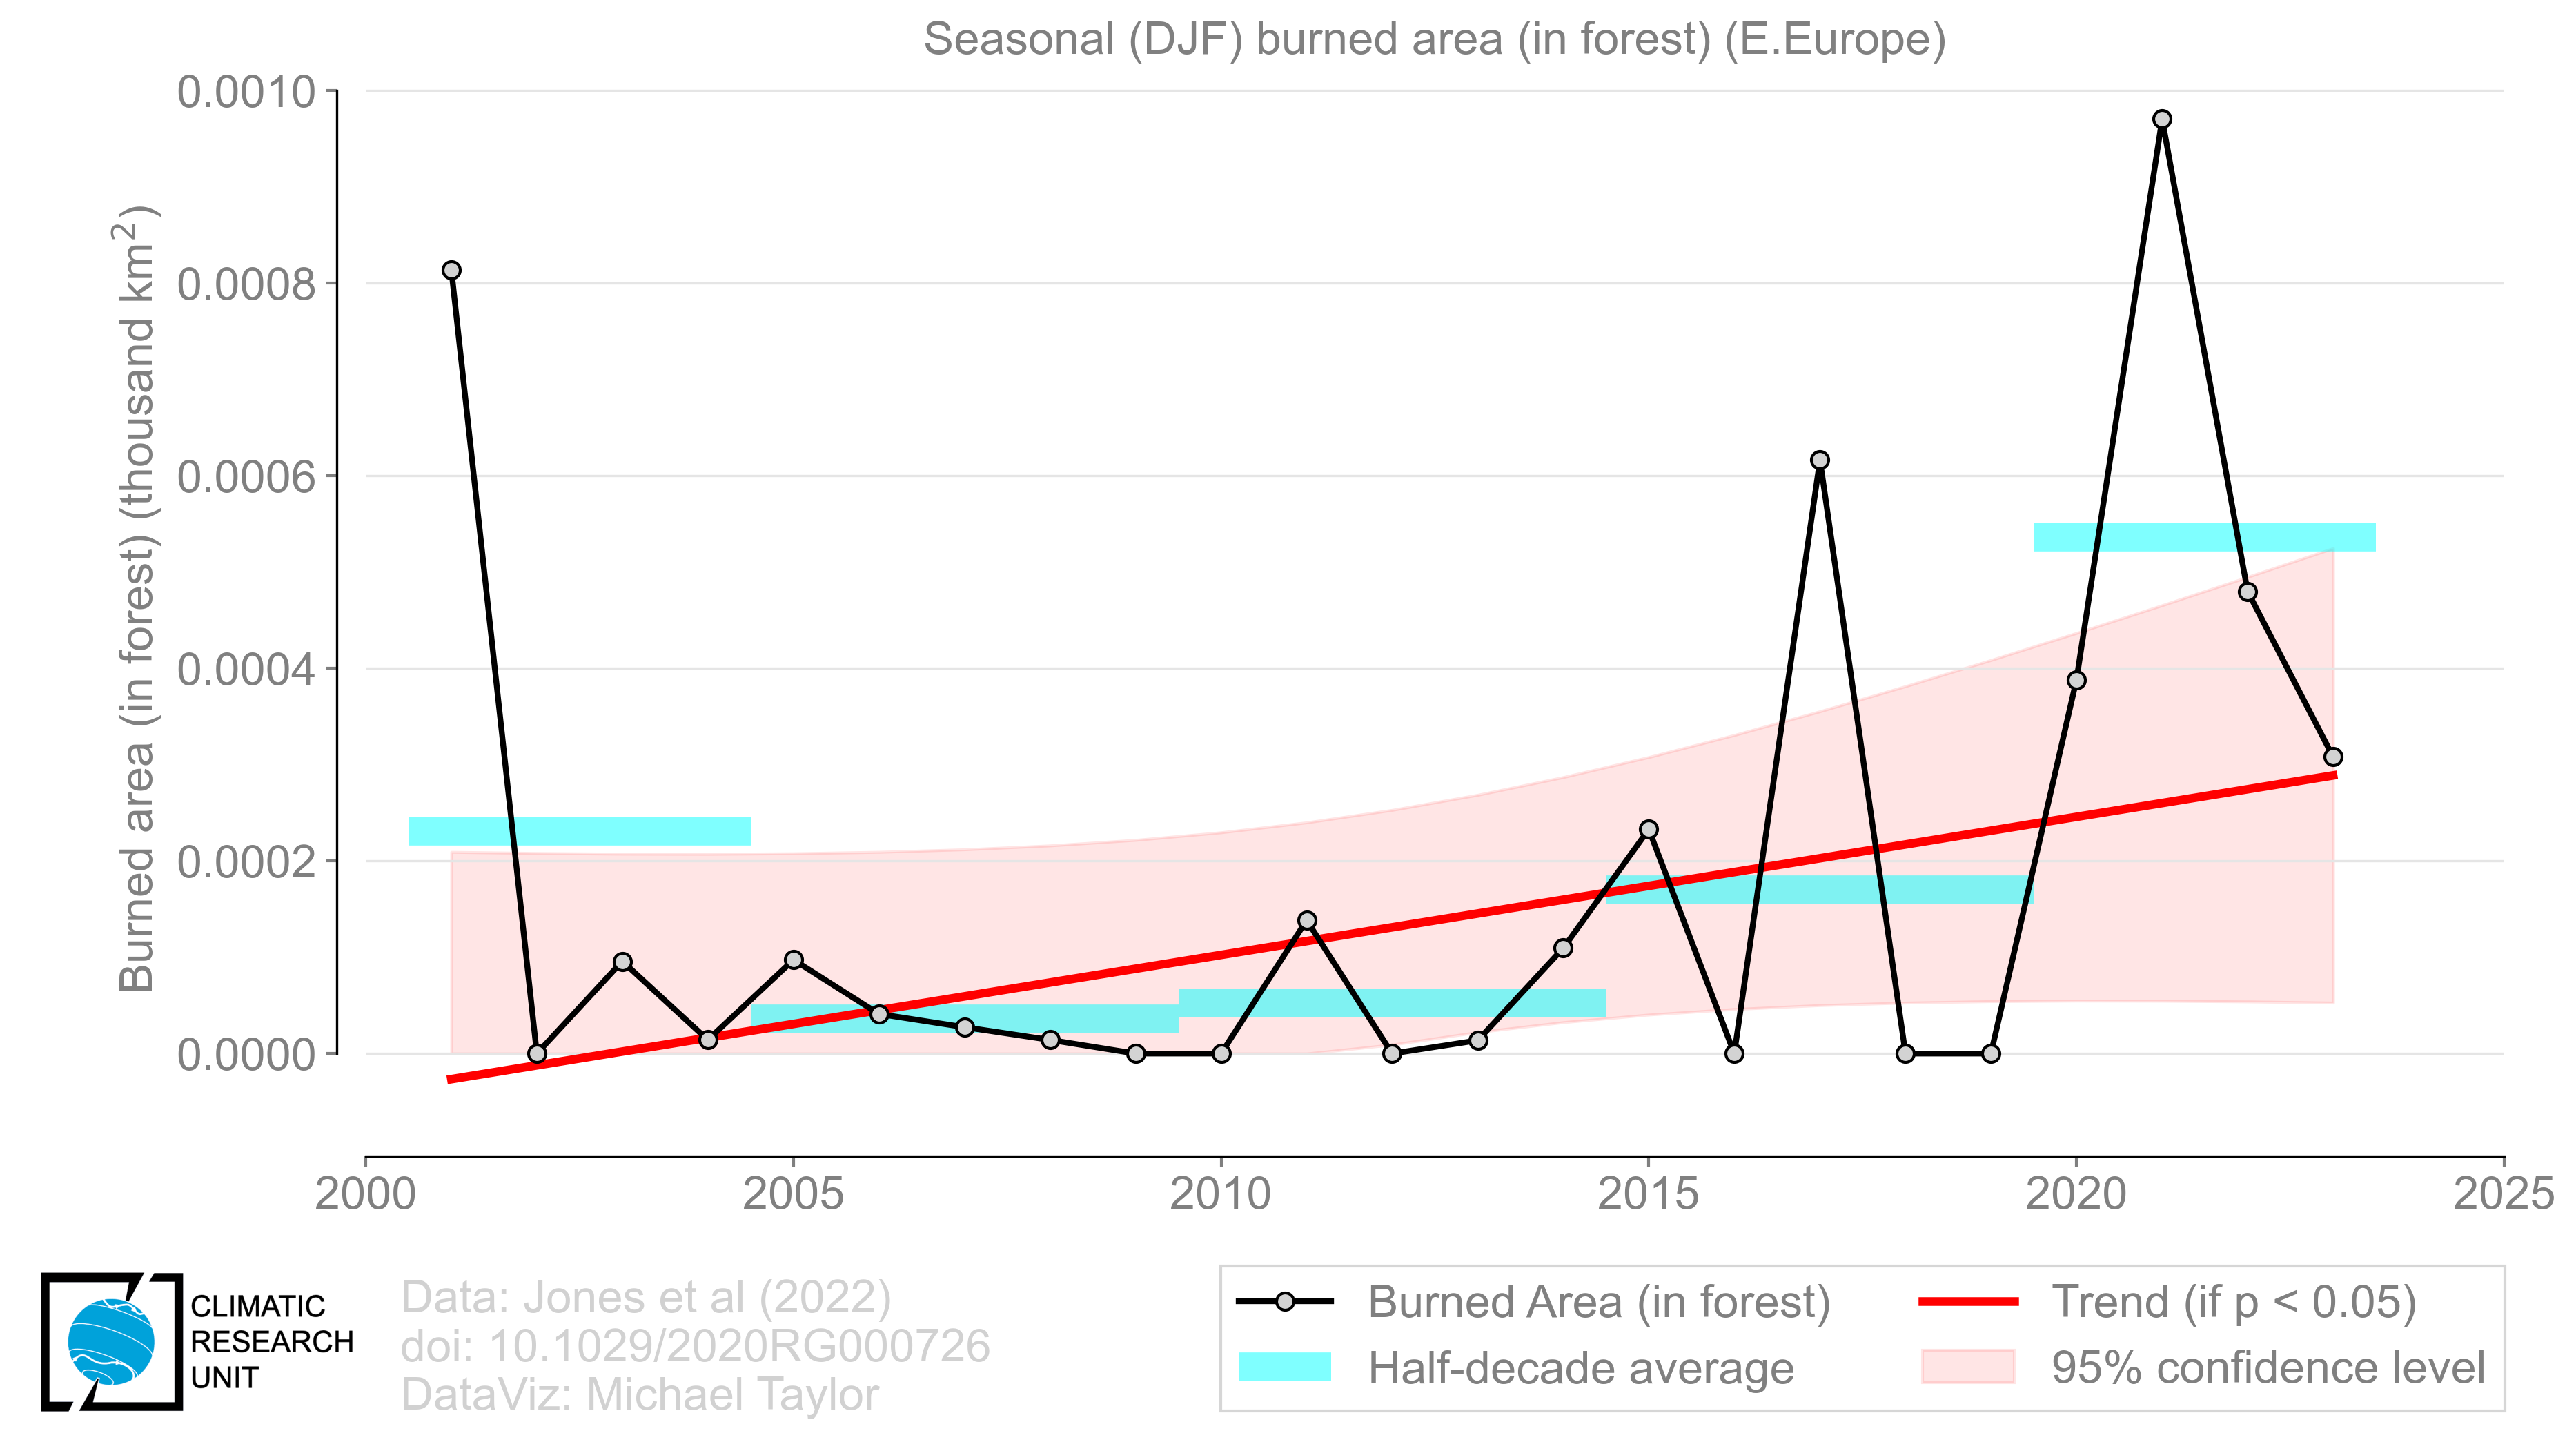 Seasonal (DJF) burned area (in forest) (E.Europe)
Burned area (in forest) (thousand km²)
0.0010
0.0008
0.0006
0.0004
0.0002
0.0000
2000 2005 2010 2015 2020 2025
CLIMATIC
RESEARCH
UNIT
Data: Jones et al (2022)
doi: 10.1029/2020RG000726
DataViz: Michael Taylor
Burned Area (in forest)
Half-decade average
Trend (if p < 0.05)
95% confidence level